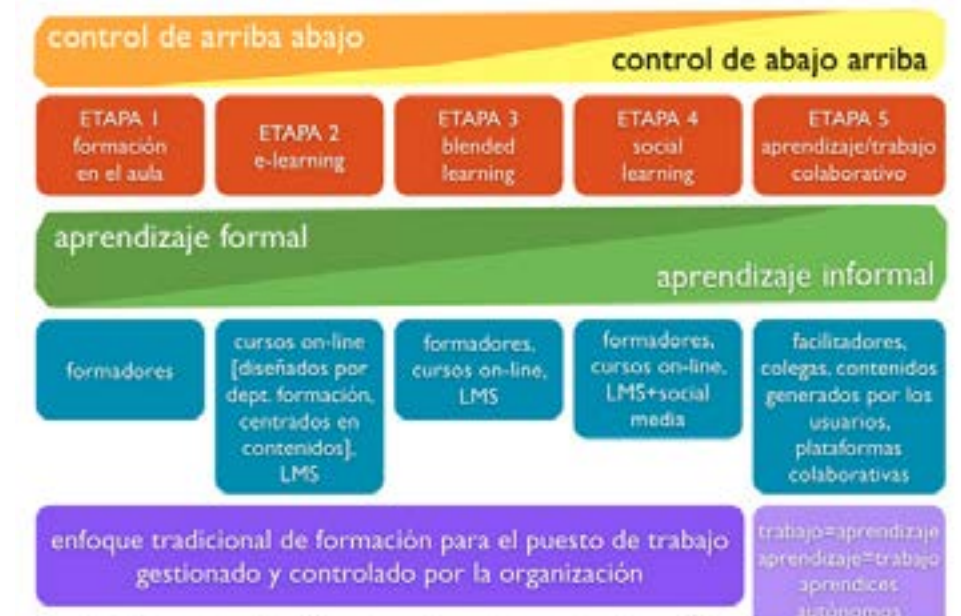 control de arriba abajo
control de abajo arriba
ETAPA 1
formación
en el aula
ETAPA 2
e-learning
ETAPA 3
blended
learning
ETAPA 4
social
learning
ETAPA 5
aprendizaje/trabajo
colaborativo
aprendizaje formal
aprendizaje informal
formadores
cursos on-line
[diseñados por
dept. formación,
centrados en
contenidos],
LMS
formadores,
cursos on-line,
LMS
formadores,
cursos on-line,
LMS+social
media
facilitadores,
colegas, contenidos
generados por los
usuarios,
plataformas
colaborativas
enfoque tradicional de formación para el puesto de trabajo
gestionado y controlado por la organización
trabajo=aprendizaje
aprendizaje=trabajo
aprendices
autónomos